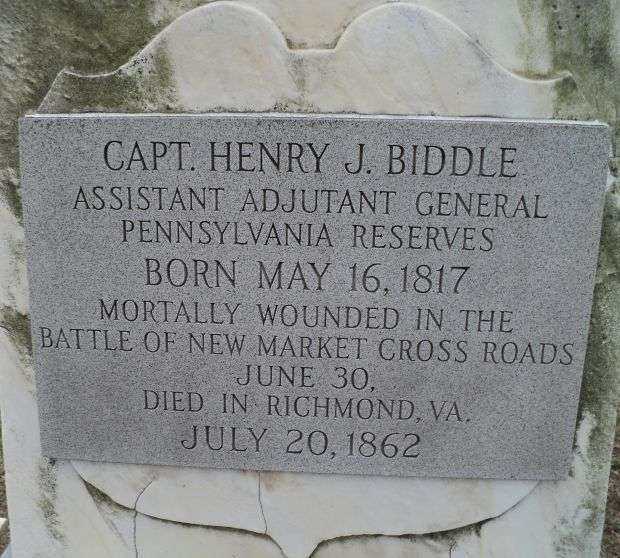 CAPT. HENRY J. BIDDLE
ASSISTANT ADJUTANT GENERAL
PENNSYLVANIA RESERVES
BORN MAY 16, 1817
MORTALLY WOUNDED IN THE
BATTLE OF NEW MARKET CROSS ROADS
JUNE 30,
DIED IN RICHMOND, VA.
JULY 20, 1862